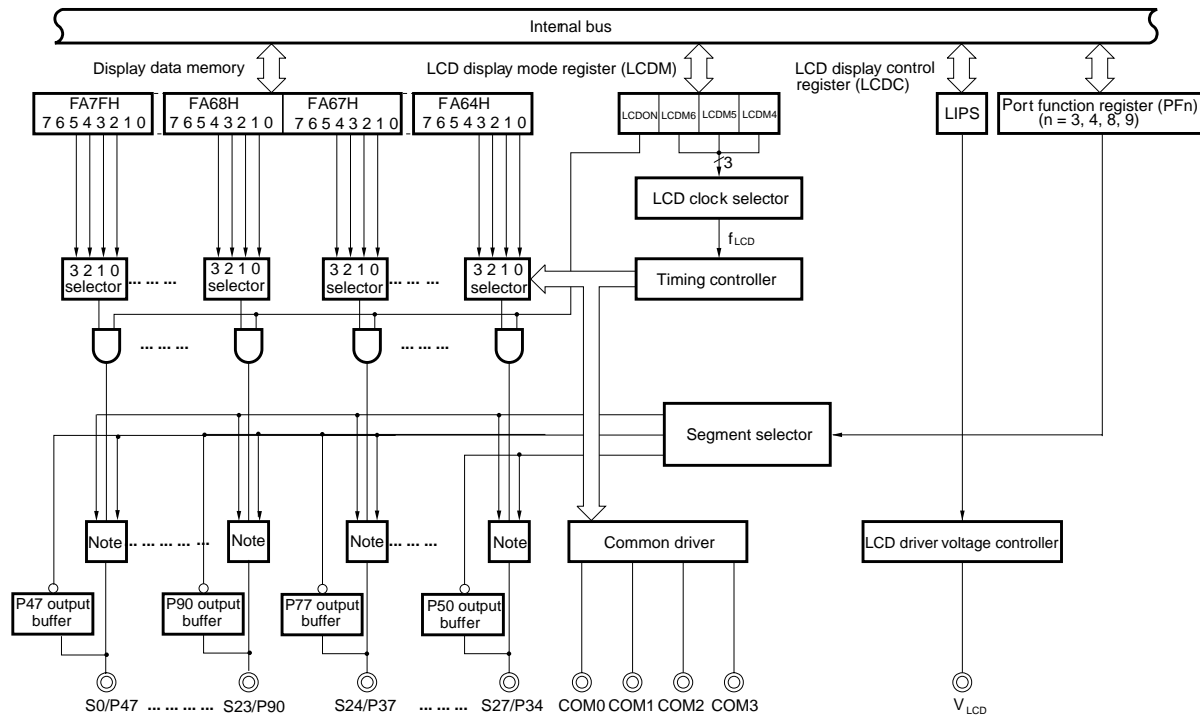 Internal bus
Display data memory
LCD display mode register (LCDM)
LCD display control
register (LCDC)
FA7FH
7 6 5 4 3 2 1 0
FA68H
7 6 5 4 3 2 1 0
FA67H
7 6 5 4 3 2 1 0
FA64H
7 6 5 4 3 2 1 0
LCDON LCDM6 LCDM5 LCDM4
LIPS
Port function register (PFn)
(n = 3, 4, 8, 9)
3
LCD clock selector
fLCD
3 2 1 0
selector
... ... ...
3 2 1 0
selector
3 2 1 0
selector
... ...
3 2 1 0
selector
Timing controller
... ... ...
... ... ...
Segment selector
Note
... ... ... ... ...
Note
Note
... ... ...
Note
Common driver
LCD driver voltage controller
P47 output
buffer
P90 output
buffer
P77 output
buffer
P50 output
buffer
S0/P47 ... ... ... ... S23/P90 S24/P37 ... ... ... S27/P34 COM0 COM1 COM2 COM3 VLCD